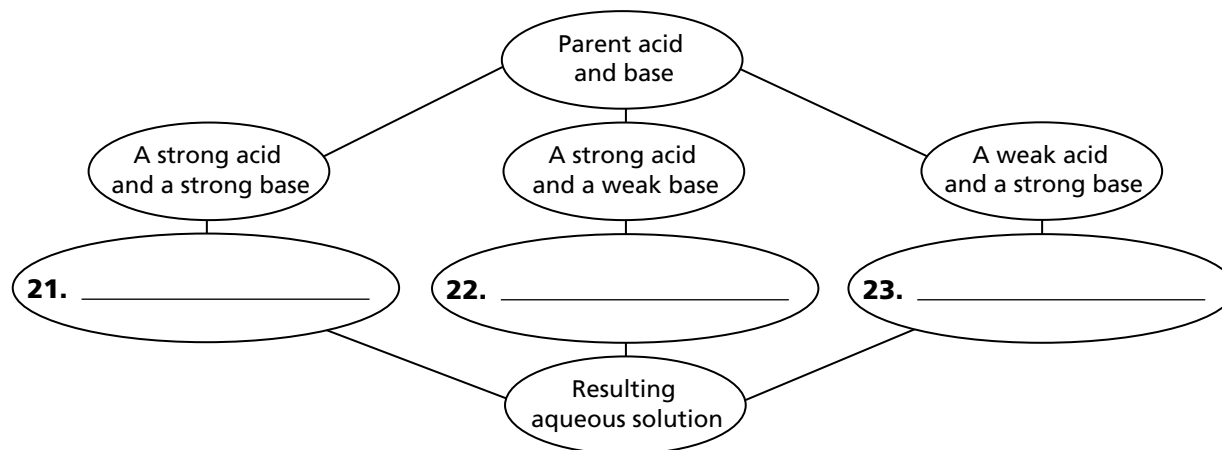 Parent acid
and base
A strong acid
and a strong base
A strong acid
and a weak base
A weak acid
and a strong base
21.
22.
23.
Resulting
aqueous solution